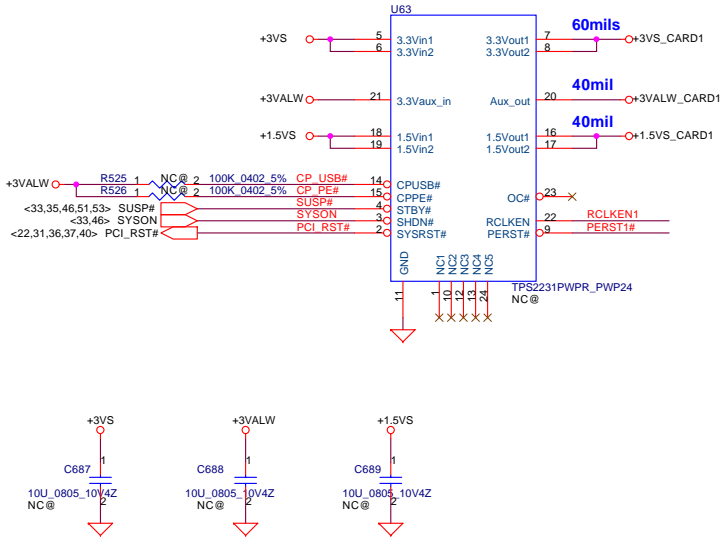 U63
60mils
+3VS 5 3.3Vin1 3.3Vout1 7 +3VS_CARD1
6 3.3Vin2 3.3Vout2 8
40mil
+3VALW 21 3.3Vaux_in Aux_out 20 +3VALW_CARD1
40mil
+1.5VS 18 1.5Vin1 1.5Vout1 16 +1.5VS_CARD1
19 1.5Vin2 1.5Vout2 17
+3VALW R525 1 NC@ 2 100K_0402_5% CP_USB# 14 CPUSB#
R526 1 NC@ 2 100K_0402_5% CP_PE# 15 CPPE# OC# 23
<33,35,46,51,53> SUSP# SUSP# 4 STBY#
<33,46> SYSON SYSON 3 SHDN# RCLKEN 22 RCLKEN1
<22,31,36,37,40> PCI_RST# PCI_RST# 2 SYSRST# PERST# 9 PERST1#
GND NC1 NC2 NC3 NC4 NC5
11 1 10 12 13 24
TPS2231PWPR_PWP24
NC@
+3VS +3VALW +1.5VS
1 1 1
C687 C688 C689
10U_0805_10V4Z 10U_0805_10V4Z 10U_0805_10V4Z
2 2 2
NC@ NC@ NC@